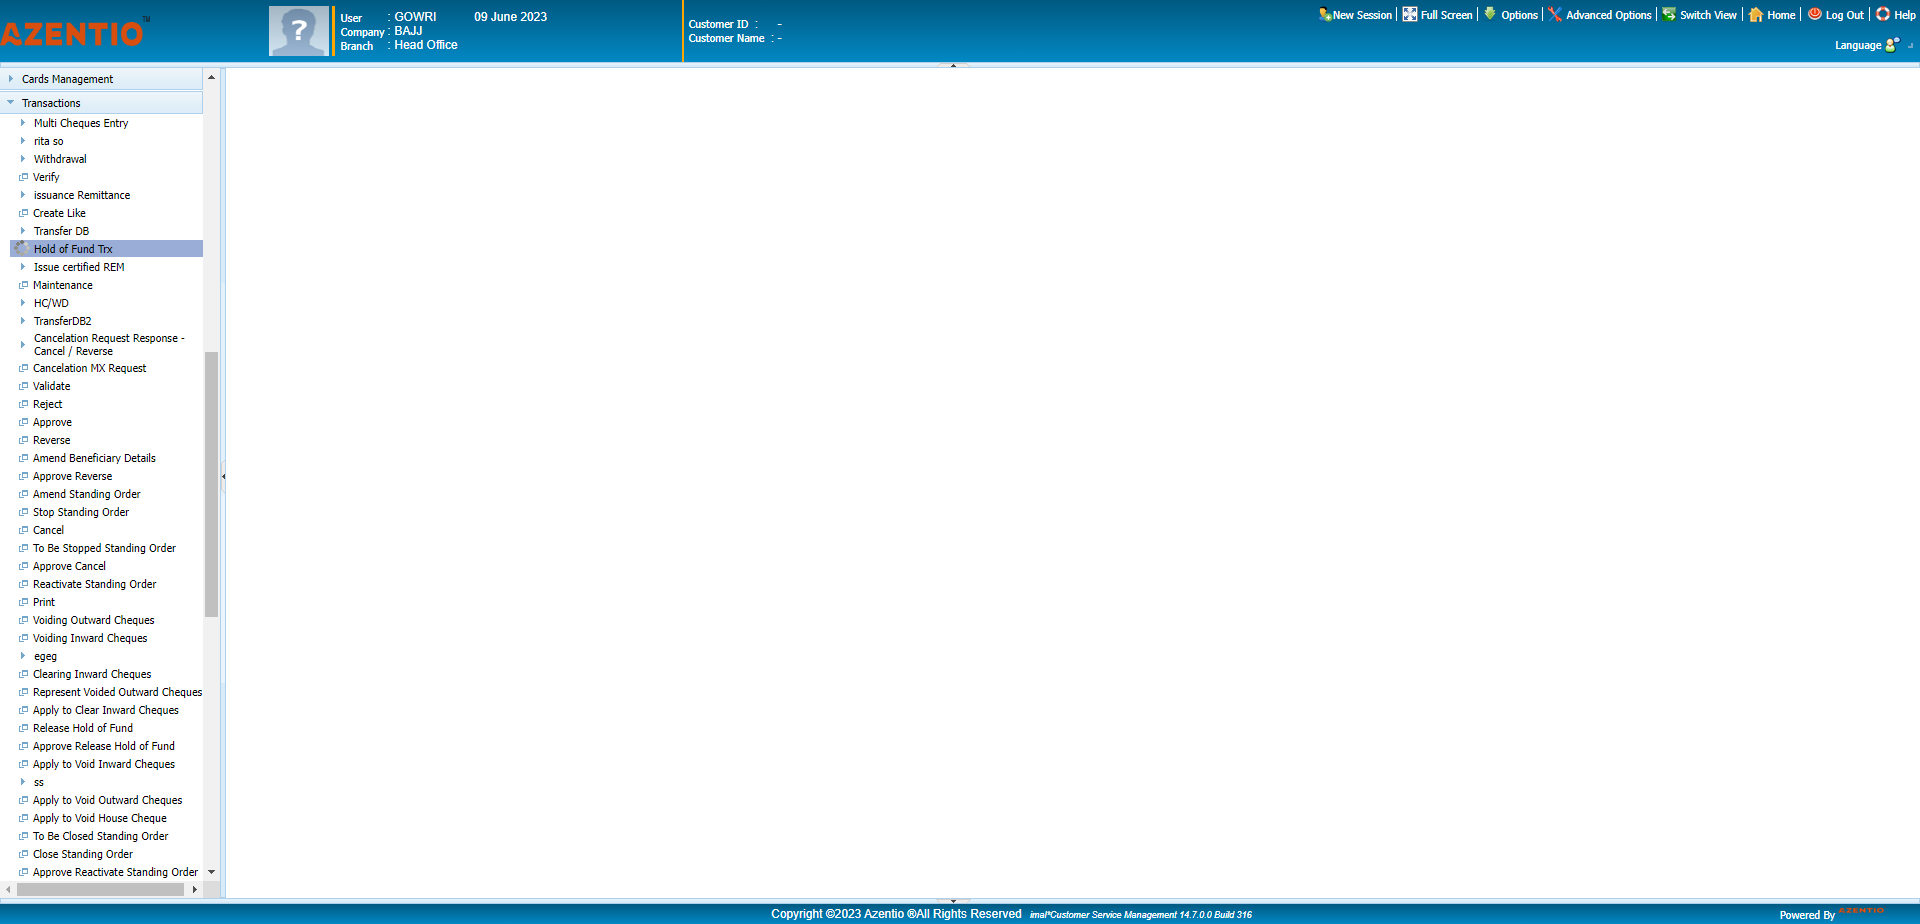 AZENTIO™
User : GOWRI 09 June 2023
Company : BAJJ
Branch : Head Office
Customer ID : -
Customer Name : -
New Session
Full Screen
Options
Advanced Options
Switch View
Home
Log Out
Help
Language
Cards Management
Transactions
Multi Cheques Entry
rita so
Withdrawal
Verify
issuance Remittance
Create Like
Transfer DB
Hold of Fund Trx
Issue certified REM
Maintenance
HC/WD
TransferDB2
Cancelation Request Response -
Cancel / Reverse
Cancelation MX Request
Validate
Reject
Approve
Reverse
Amend Beneficiary Details
Approve Reverse
Amend Standing Order
Stop Standing Order
Cancel
To Be Stopped Standing Order
Approve Cancel
Reactivate Standing Order
Print
Voiding Outward Cheques
Voiding Inward Cheques
egeg
Clearing Inward Cheques
Represent Voided Outward Cheques
Apply to Clear Inward Cheques
Release Hold of Fund
Approve Release Hold of Fund
Apply to Void Inward Cheques
ss
Apply to Void Outward Cheques
Apply to Void House Cheque
To Be Closed Standing Order
Close Standing Order
Approve Reactivate Standing Order
Copyright ©2023 Azentio ®All Rights Reserved imal*Customer Service Management 14.7.0.0 Build 316
Powered By AZENTIO